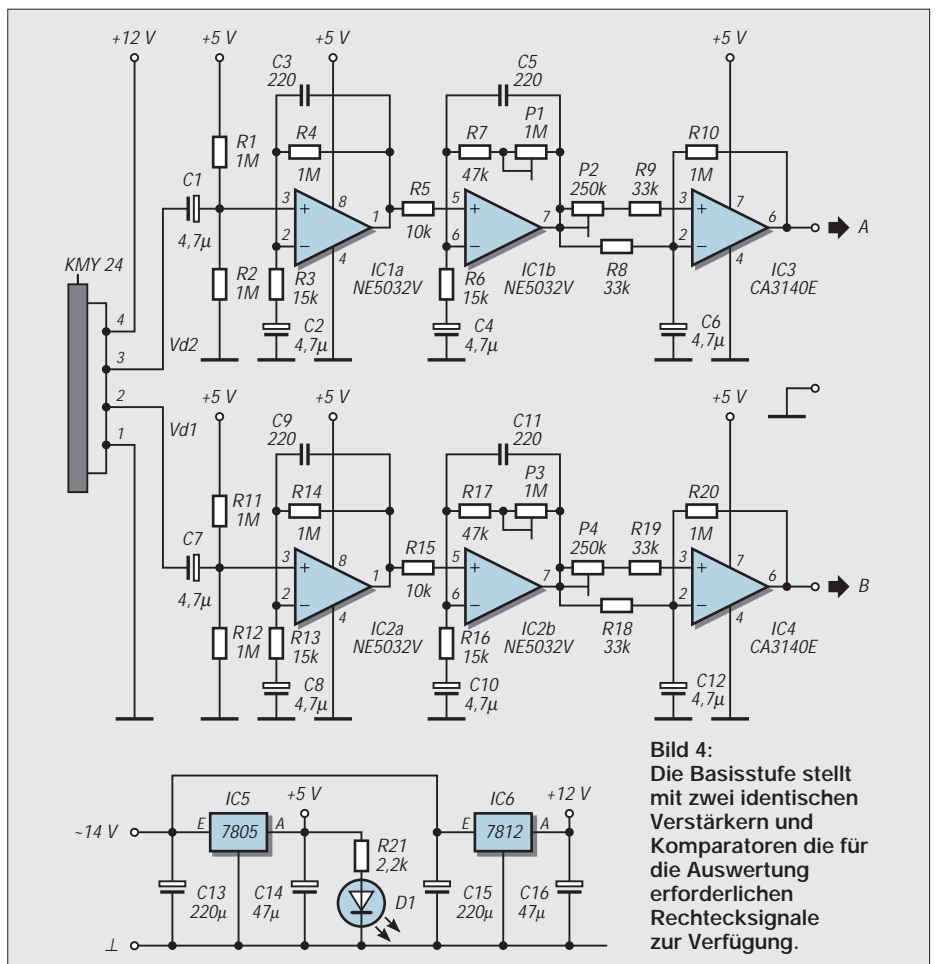 +12 V +5 V +5 V +5 V
C3 220
C5 220
R1 1M
R4 1M
R7 47k
P1 1M
R10 1M
C1 4,7µ
3 + 8
2 – 1
4
R5 10k
5 +
6 – 7
P2 250k
R9 33k
3 + 7
2 – 6
4
A
KMY 24
R2 1M
R3 15k
IC1a NE5032V
R6 15k
IC1b NE5032V
R8 33k
IC3 CA3140E
C2 4,7µ
C4 4,7µ
C6 4,7µ
4
3
Vd2
2
Vd1
1
+5 V +5 V +5 V
C9 220
C11 220
R11 1M
R14 1M
R17 47k
P3 1M
R20 1M
C7 4,7µ
3 + 8
2 – 1
4
R15 10k
5 +
6 – 7
P4 250k
R19 33k
3 + 7
2 – 6
4
B
R12 1M
R13 15k
IC2a NE5032V
R16 15k
IC2b NE5032V
R18 33k
IC4 CA3140E
C8 4,7µ
C10 4,7µ
C12 4,7µ
~14 V
IC5
E 7805 A
+5 V
IC6
E 7812 A
+12 V
R21 2,2k
C13 220µ
C14 47µ
D1
C15 220µ
C16 47µ
⊥
Bild 4:
Die Basisstufe stellt
mit zwei identischen
Verstärkern und
Komparatoren die für
die Auswertung
erforderlichen
Rechtecksignale
zur Verfügung.